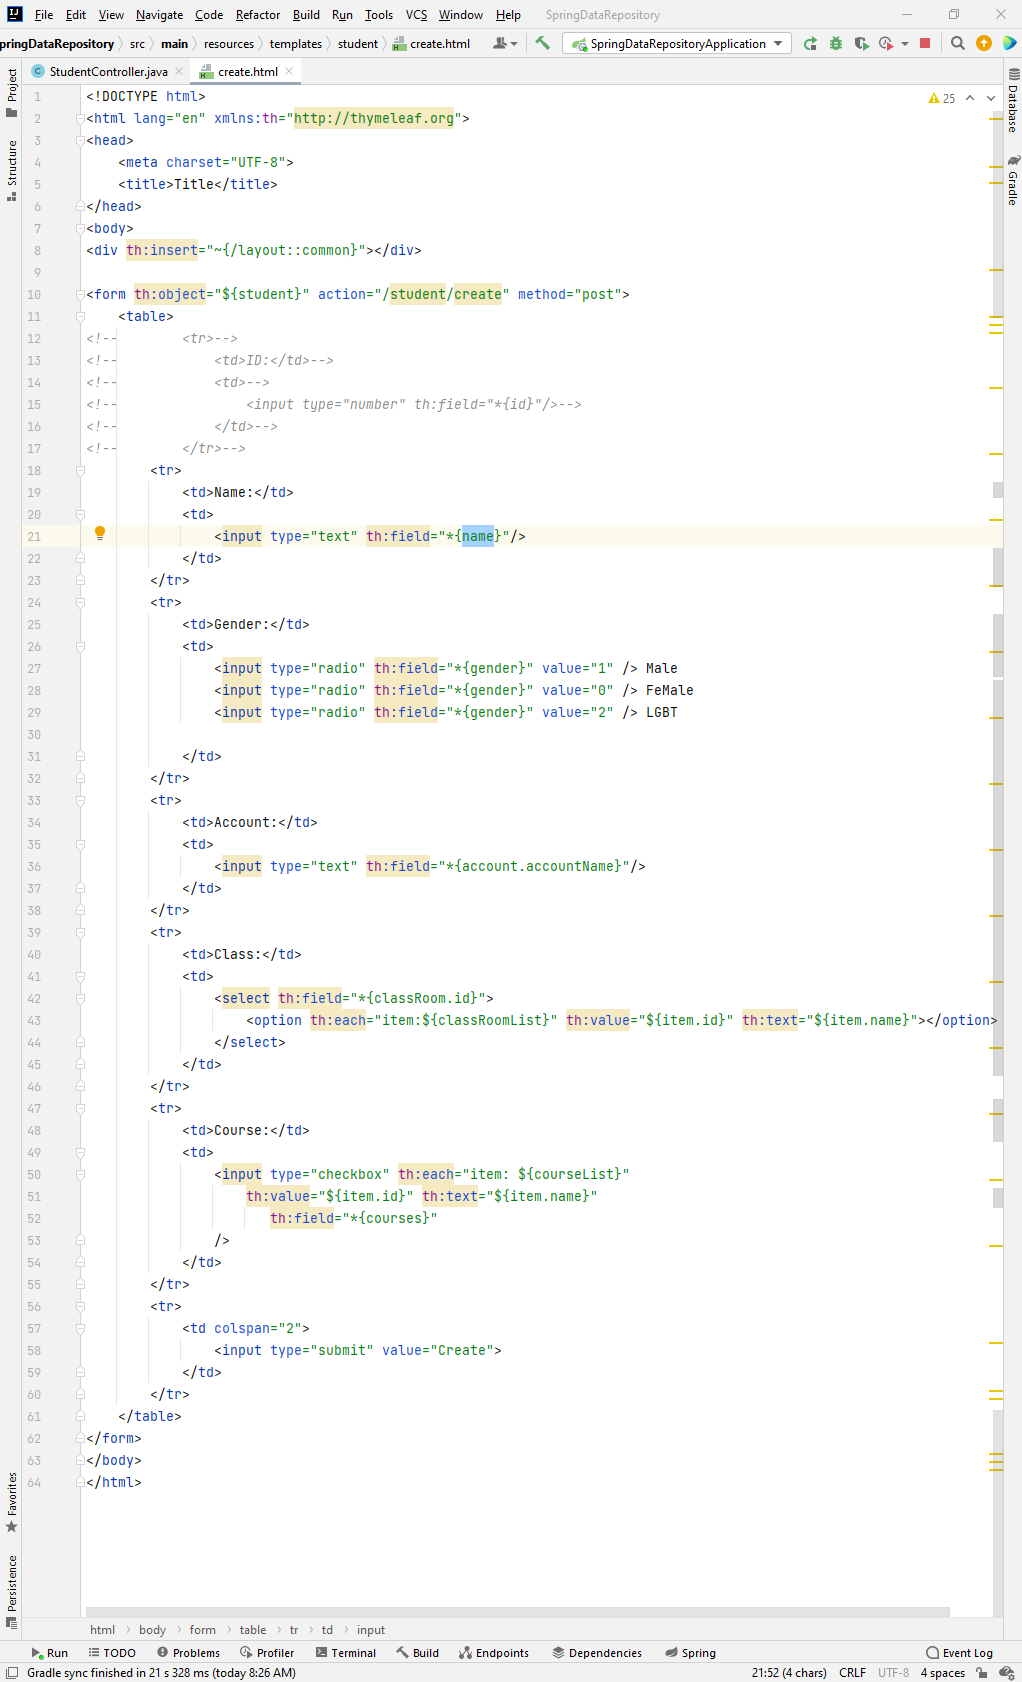 File Edit View Navigate Code Refactor Build Run Tools VCS Window Help SpringDataRepository
pringDataRepository src main resources templates student create.html SpringDataRepositoryApplication
StudentController.java create.html
Project
Structure
Favorites
Persistence
Database
Gradle
25
1 <!DOCTYPE html>
2 <html lang="en" xmlns:th="http://thymeleaf.org">
3 <head>
4     <meta charset="UTF-8">
5     <title>Title</title>
6 </head>
7 <body>
8 <div th:insert="~{/layout::common}"></div>
9
10 <form th:object="${student}" action="/student/create" method="post">
11     <table>
12 <!--        <tr>-->
13 <!--            <td>ID:</td>-->
14 <!--            <td>-->
15 <!--                <input type="number" th:field="*{id}"/>-->
16 <!--            </td>-->
17 <!--        </tr>-->
18         <tr>
19             <td>Name:</td>
20             <td>
21                 <input type="text" th:field="*{name}"/>
22             </td>
23         </tr>
24         <tr>
25             <td>Gender:</td>
26             <td>
27                 <input type="radio" th:field="*{gender}" value="1" /> Male
28                 <input type="radio" th:field="*{gender}" value="0" /> FeMale
29                 <input type="radio" th:field="*{gender}" value="2" /> LGBT
30
31             </td>
32         </tr>
33         <tr>
34             <td>Account:</td>
35             <td>
36                 <input type="text" th:field="*{account.accountName}"/>
37             </td>
38         </tr>
39         <tr>
40             <td>Class:</td>
41             <td>
42                 <select th:field="*{classRoom.id}">
43                     <option th:each="item:${classRoomList}" th:value="${item.id}" th:text="${item.name}"></option>
44                 </select>
45             </td>
46         </tr>
47         <tr>
48             <td>Course:</td>
49             <td>
50                 <input type="checkbox" th:each="item: ${courseList}"
51                     th:value="${item.id}" th:text="${item.name}"
52                        th:field="*{courses}"
53                 />
54             </td>
55         </tr>
56         <tr>
57             <td colspan="2">
58                 <input type="submit" value="Create">
59             </td>
60         </tr>
61     </table>
62 </form>
63 </body>
64 </html>
html body form table tr td input
Run TODO Problems Profiler Terminal Build Endpoints Dependencies Spring Event Log
Gradle sync finished in 21 s 328 ms (today 8:26 AM) 21:52 (4 chars) CRLF UTF-8 4 spaces